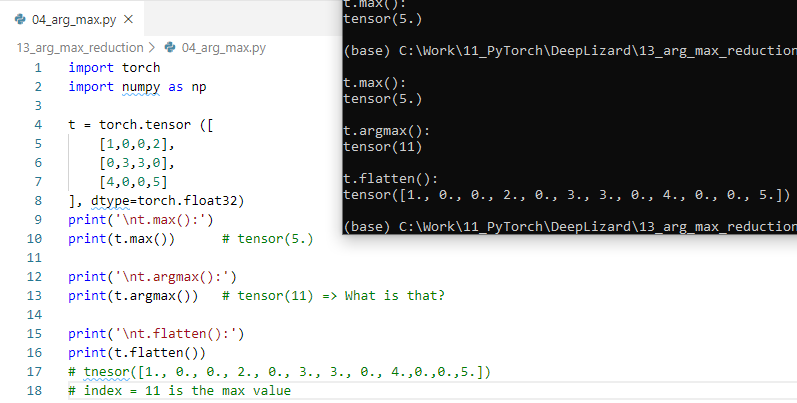 04_arg_max.py ×
13_arg_max_reduction > 04_arg_max.py
1 import torch
2 import numpy as np
3
4 t = torch.tensor ([
5     [1,0,0,2],
6     [0,3,3,0],
7     [4,0,0,5]
8 ], dtype=torch.float32)
9 print('\nt.max():')
10 print(t.max())      # tensor(5.)
11
12 print('\nt.argmax():')
13 print(t.argmax())   # tensor(11) => What is that?
14
15 print('\nt.flatten():')
16 print(t.flatten())
17 # tnesor([1., 0., 0., 2., 0., 3., 3., 0., 4.,0.,0.,5.])
18 # index = 11 is the max value
t.max():
tensor(5.)
(base) C:\Work\11_PyTorch\DeepLizard\13_arg_max_reduction
t.max():
tensor(5.)
t.argmax():
tensor(11)
t.flatten():
tensor([1., 0., 0., 2., 0., 3., 3., 0., 4., 0., 0., 5.])
(base) C:\Work\11_PyTorch\DeepLizard\13_arg_max_reduction